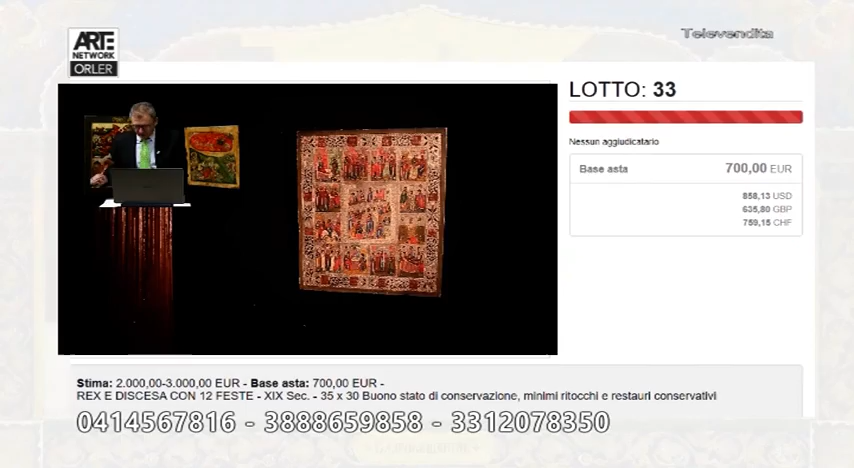 ARTE
NETWORK
ORLER
Televendita
LOTTO: 33
Nessun aggiudicatario
Base asta 700,00 EUR
858,13 USD
635,80 GBP
759,15 CHF
Stima: 2.000,00-3.000,00 EUR - Base asta: 700,00 EUR -
REX E DISCESA CON 12 FESTE - XIX Sec. - 35 x 30 Buono stato di conservazione, minimi ritocchi e restauri conservativi
0414567816 - 3888659858 - 3312078350